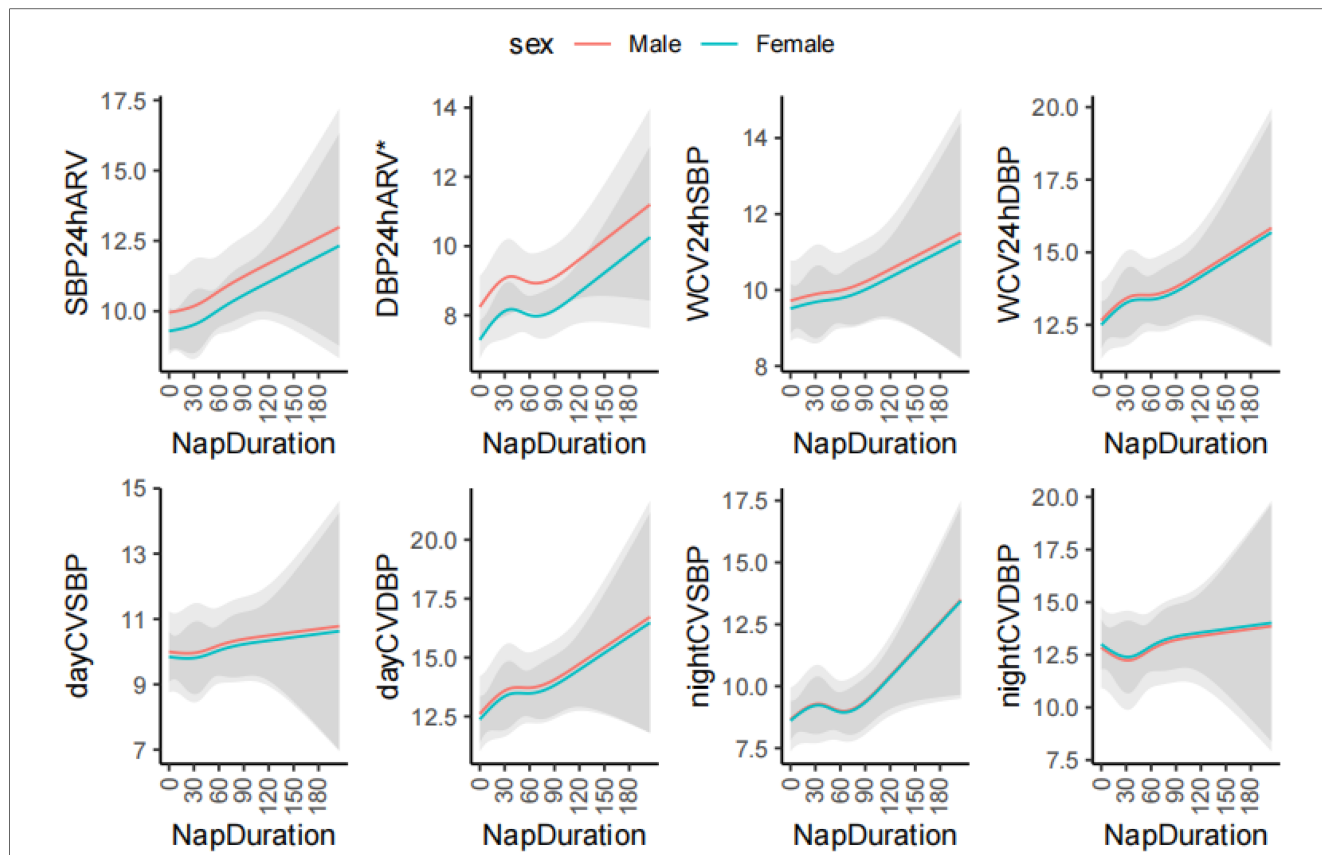 sex Male Female
SBP24hARV
17.5
15.0
12.5
10.0
0 30 60 90 120 150 180
NapDuration
DBP24hARV*
14
12
10
8
0 30 60 90 120 150 180
NapDuration
WCV24hSBP
14
12
10
8
0 30 60 90 120 150 180
NapDuration
WCV24hDBP
20.0
17.5
15.0
12.5
0 30 60 90 120 150 180
NapDuration
dayCVSBP
15
13
11
9
7
0 30 60 90 120 150 180
NapDuration
dayCVDBP
20.0
17.5
15.0
12.5
0 30 60 90 120 150 180
NapDuration
nightCVSBP
17.5
15.0
12.5
10.0
7.5
0 30 60 90 120 150 180
NapDuration
nightCVDBP
20.0
17.5
15.0
12.5
10.0
7.5
0 30 60 90 120 150 180
NapDuration